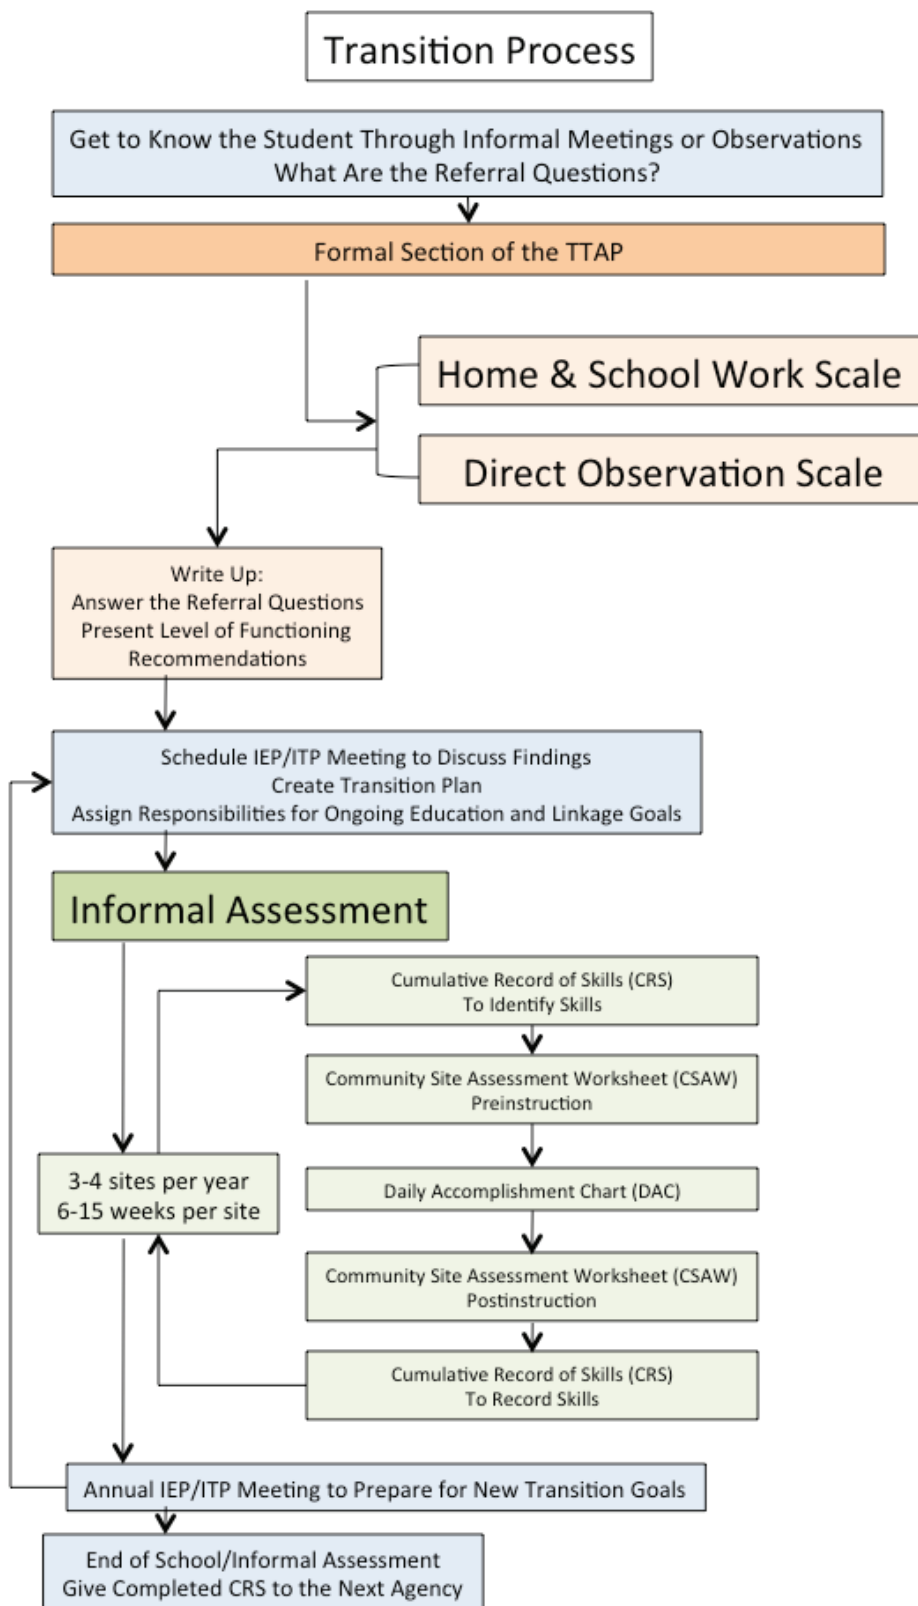 Transition Process
Get to Know the Student Through Informal Meetings or Observations
What Are the Referral Questions?
Formal Section of the TTAP
Home & School Work Scale
Direct Observation Scale
Write Up:
Answer the Referral Questions
Present Level of Functioning
Recommendations
Schedule IEP/ITP Meeting to Discuss Findings
Create Transition Plan
Assign Responsibilities for Ongoing Education and Linkage Goals
Informal Assessment
Cumulative Record of Skills (CRS)
To Identify Skills
Community Site Assessment Worksheet (CSAW)
Preinstruction
3-4 sites per year
6-15 weeks per site
Daily Accomplishment Chart (DAC)
Community Site Assessment Worksheet (CSAW)
Postinstruction
Cumulative Record of Skills (CRS)
To Record Skills
Annual IEP/ITP Meeting to Prepare for New Transition Goals
End of School/Informal Assessment
Give Completed CRS to the Next Agency